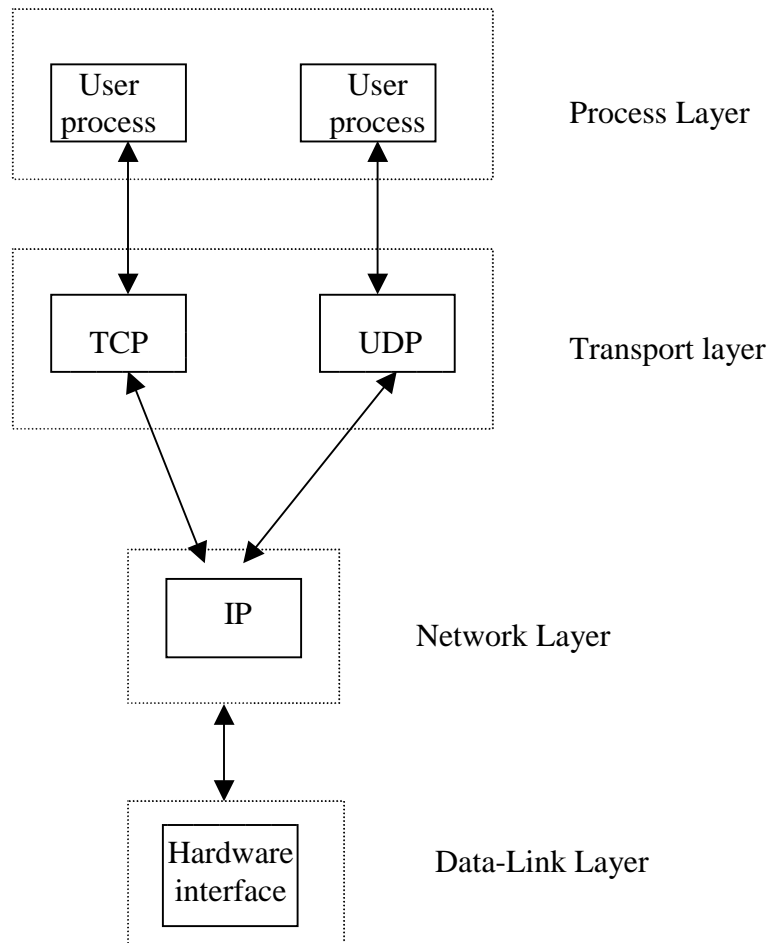 User
process
User
process
Process Layer
TCP
UDP
Transport layer
IP
Network Layer
Hardware
interface
Data-Link Layer